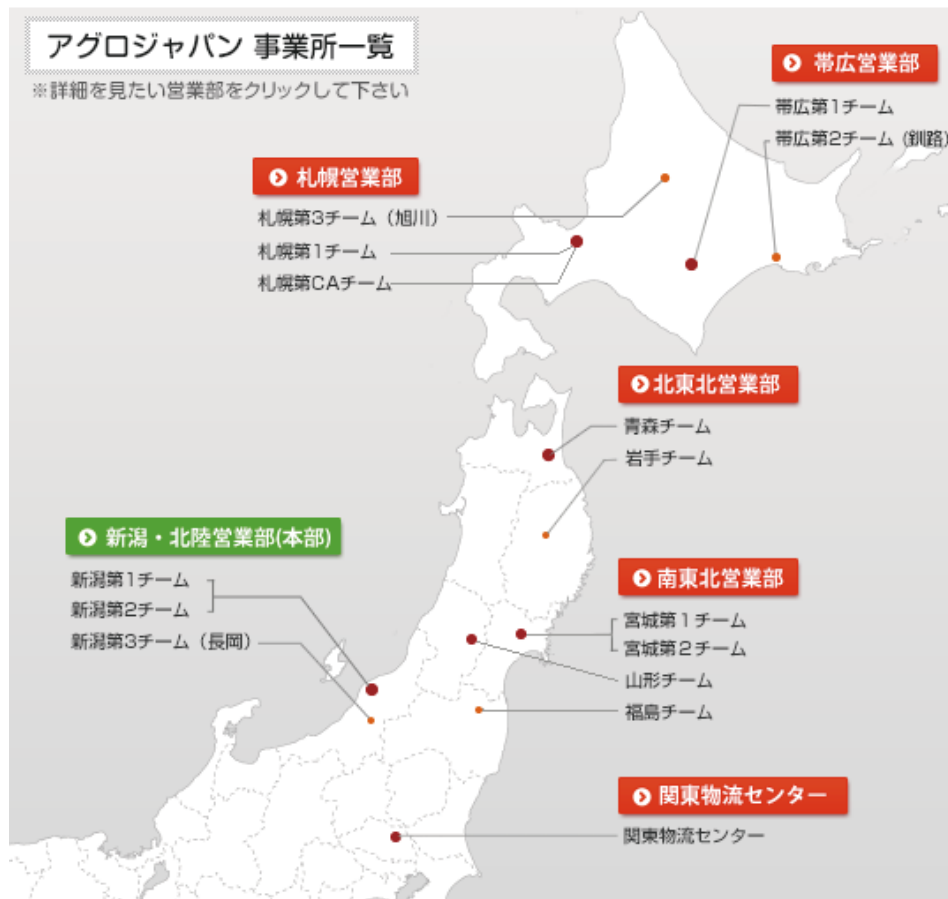 アグロジャパン 事業所一覧
※詳細を見たい営業部をクリックして下さい
帯広営業部
帯広第1チーム
帯広第2チーム(釧路)
札幌営業部
札幌第3チーム(旭川)
札幌第1チーム
札幌第CAチーム
北東北営業部
青森チーム
岩手チーム
新潟・北陸営業部(本部)
新潟第1チーム
新潟第2チーム
新潟第3チーム(長岡)
南東北営業部
宮城第1チーム
宮城第2チーム
山形チーム
福島チーム
関東物流センター
関東物流センター